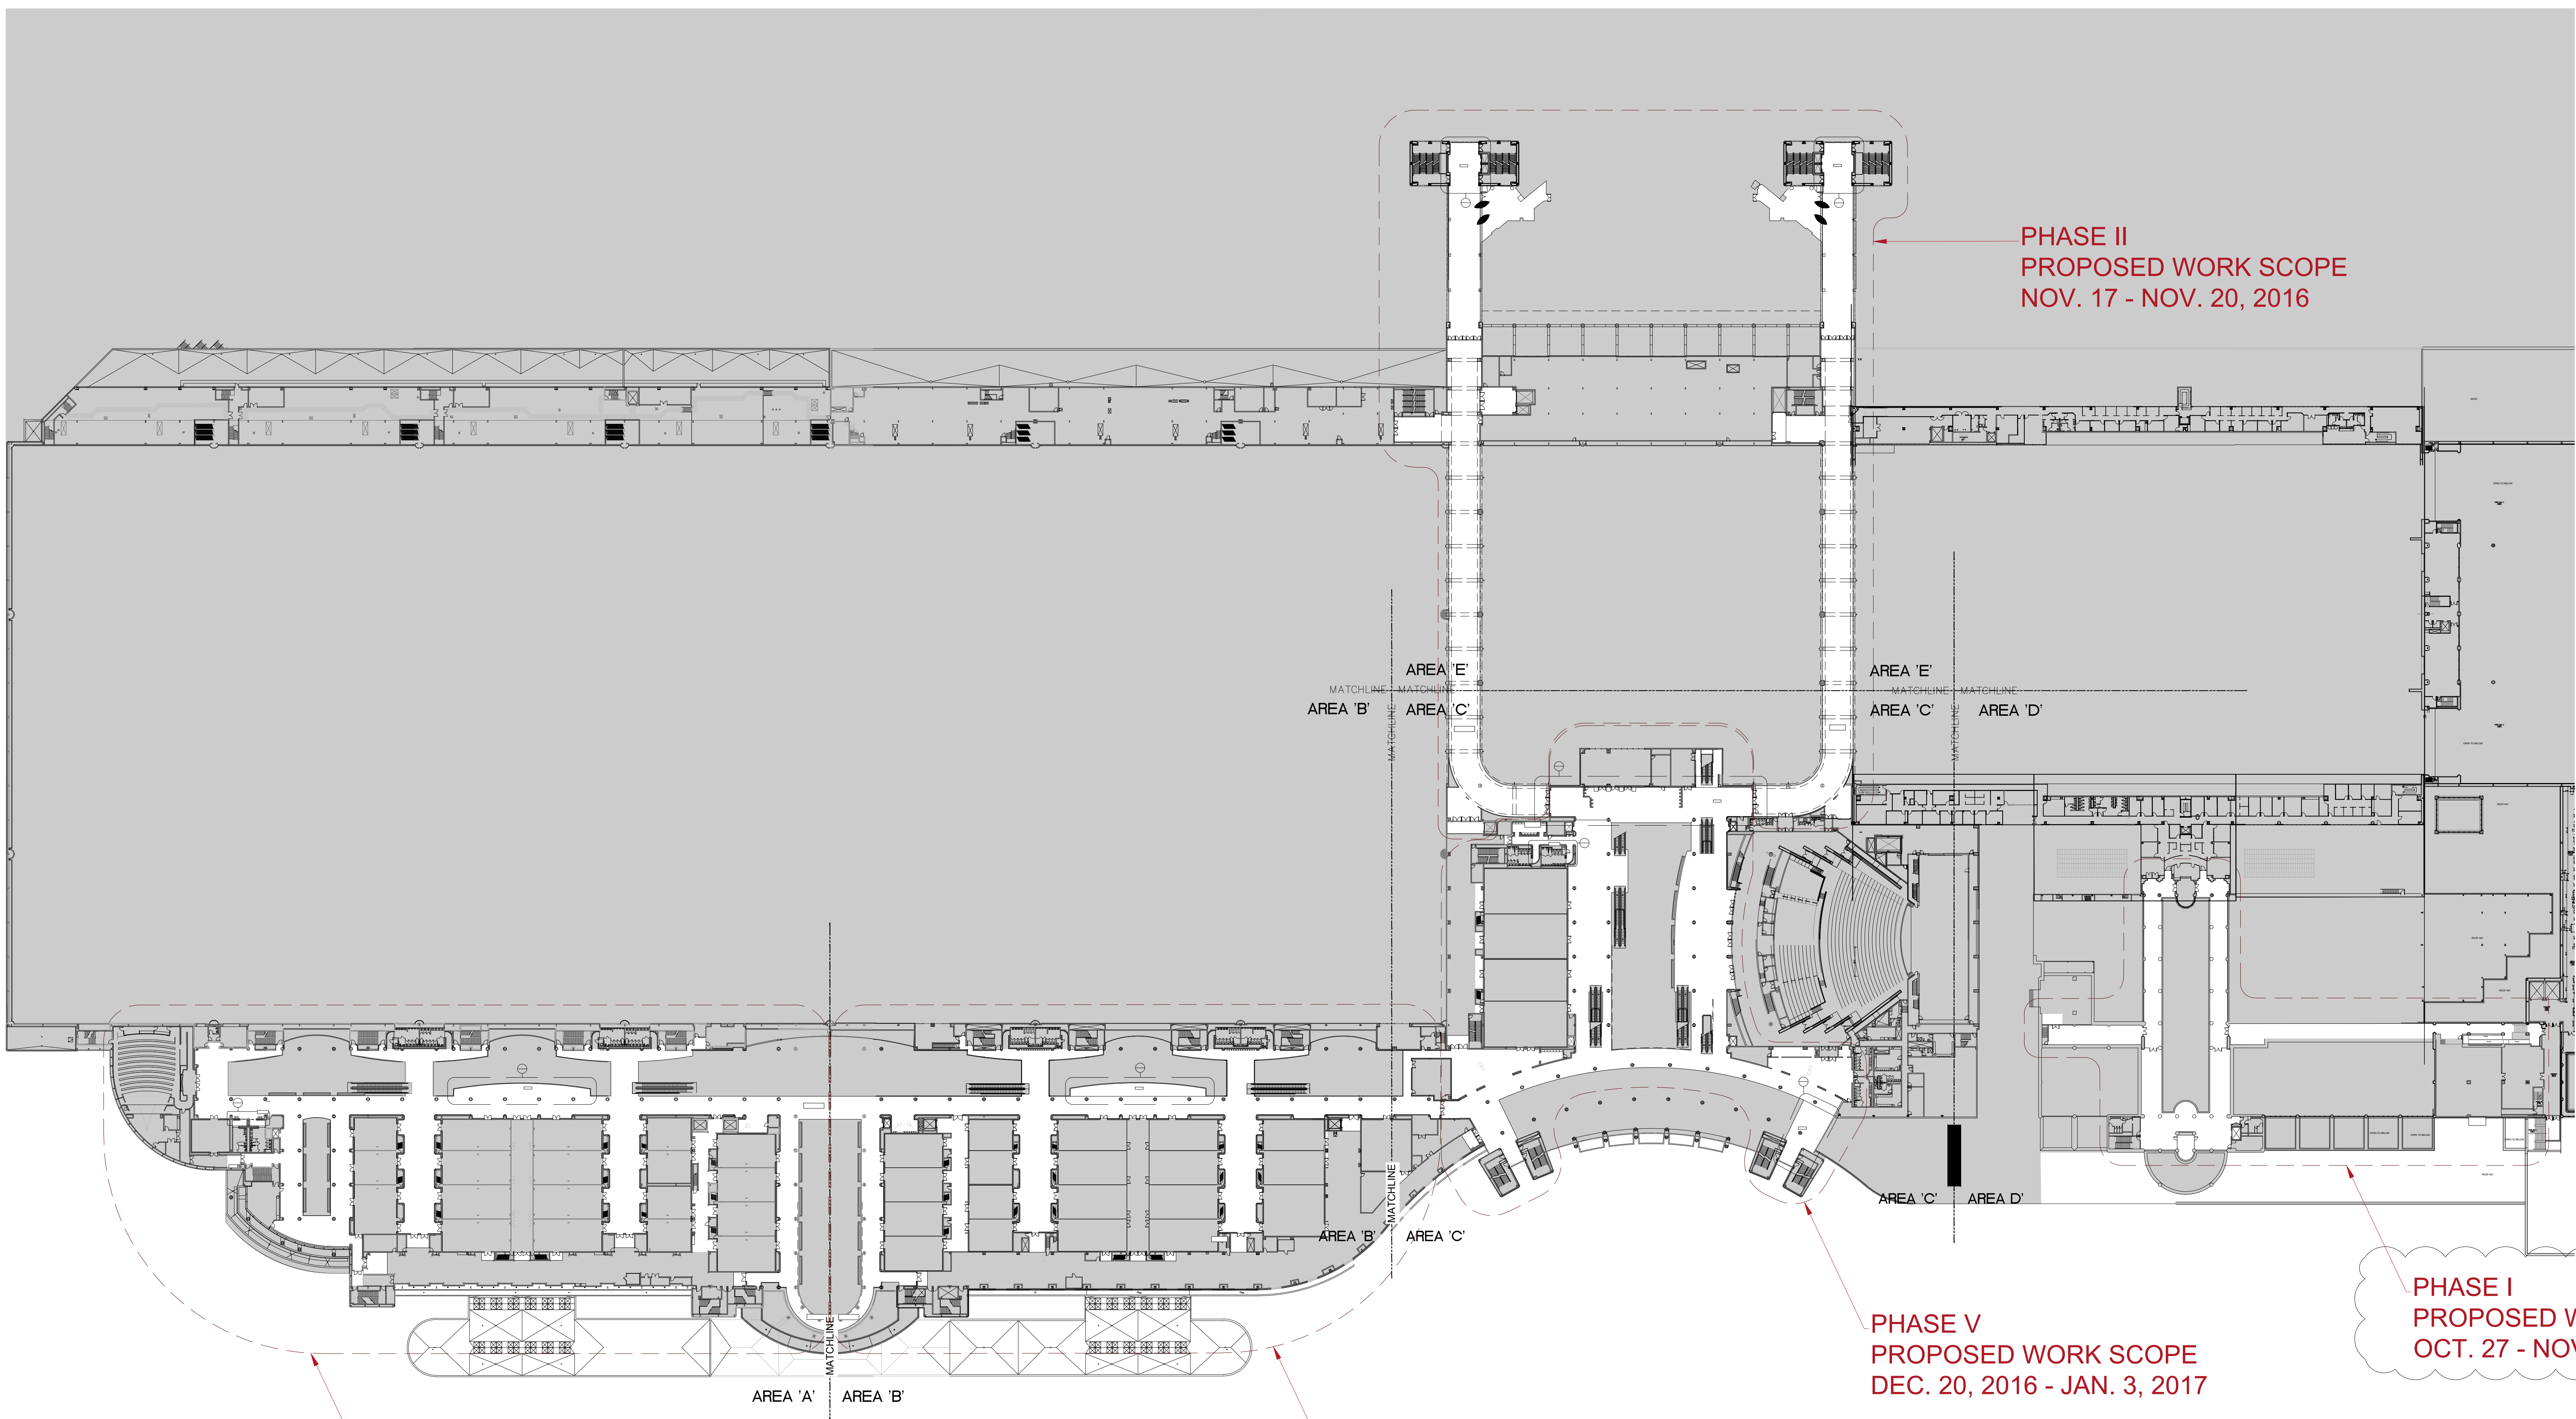 PHASE II
PROPOSED WORK SCOPE
NOV. 17 - NOV. 20, 2016
AREA 'E'
AREA 'E'
MATCHLINE
MATCHLINE
MATCHLINE
MATCHLINE
AREA 'B'
AREA 'C'
AREA 'C'
AREA 'D'
MATCHLINE
MATCHLINE
MATCHLINE
AREA 'C'
AREA D'
AREA 'B'
AREA 'C'
PHASE I
PROPOSED W
OCT. 27 - NOV
PHASE V
PROPOSED WORK SCOPE
DEC. 20, 2016 - JAN. 3, 2017
MATCHLINE
AREA 'A'
AREA 'B'